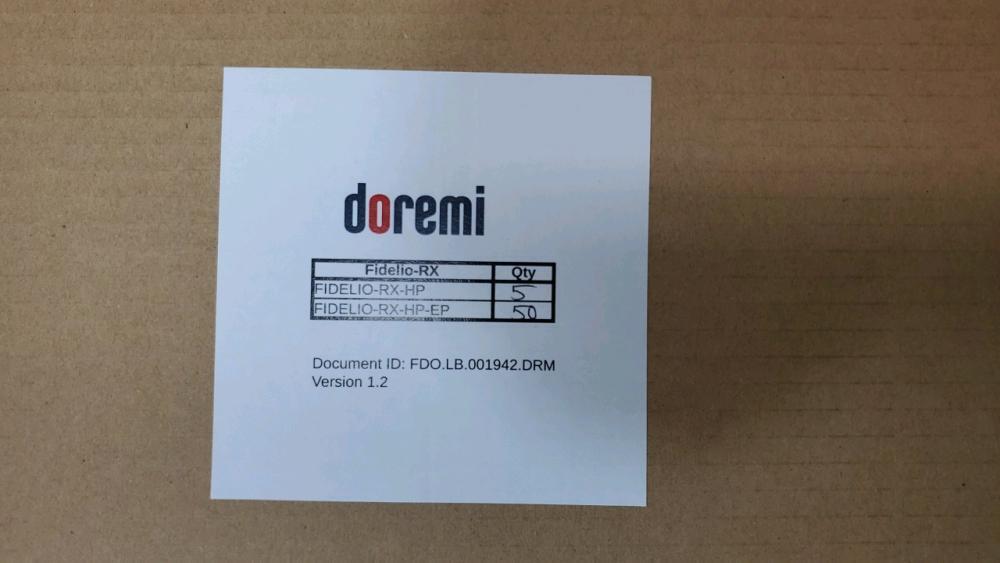 doremi
Fidelio-RX Qty
FIDELIO-RX-HP 5
FIDELIO-RX-HP-EP 50
Document ID: FDO.LB.001942.DRM
Version 1.2